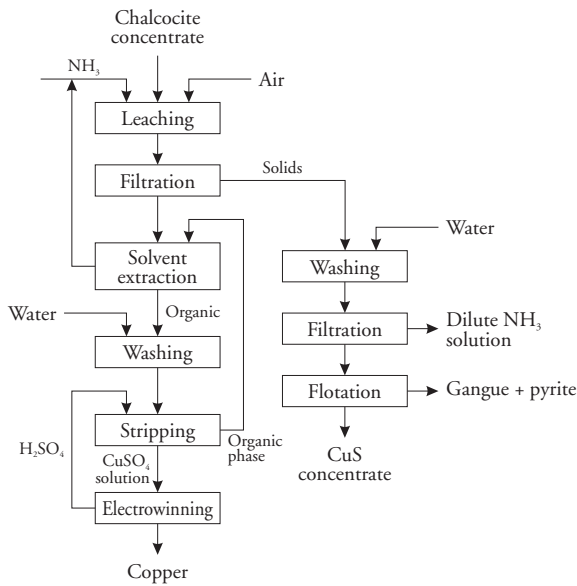 Chalcocite
concentrate
NH₃
Air
Leaching
Filtration
Solids
Solvent
extraction
Water
Washing
Organic
Water
Washing
Filtration
Dilute NH₃
solution
Flotation
Gangue + pyrite
Stripping
Organic
phase
H₂SO₄
CuSO₄
solution
CuS
concentrate
Electrowinning
Copper